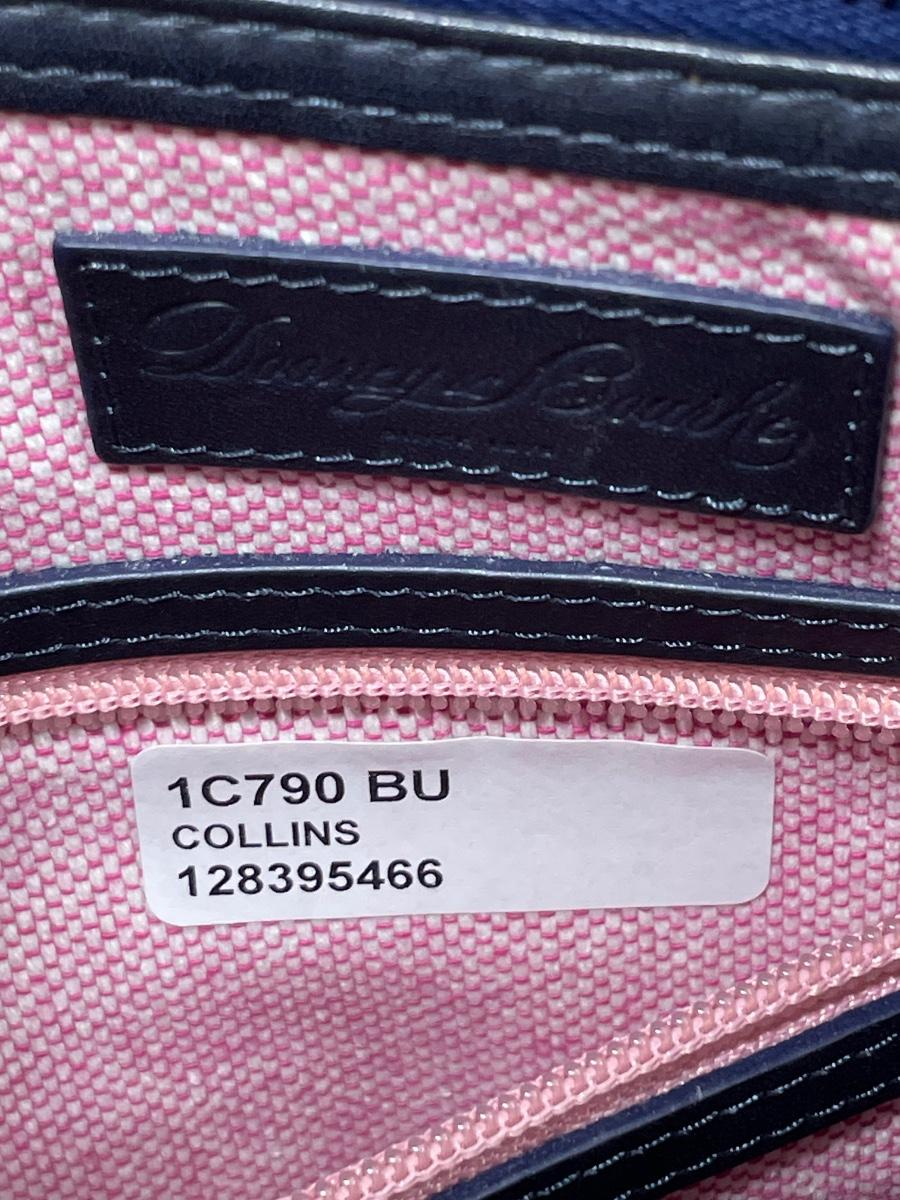 Dooney & Bourke
1C790 BU
COLLINS
128395466